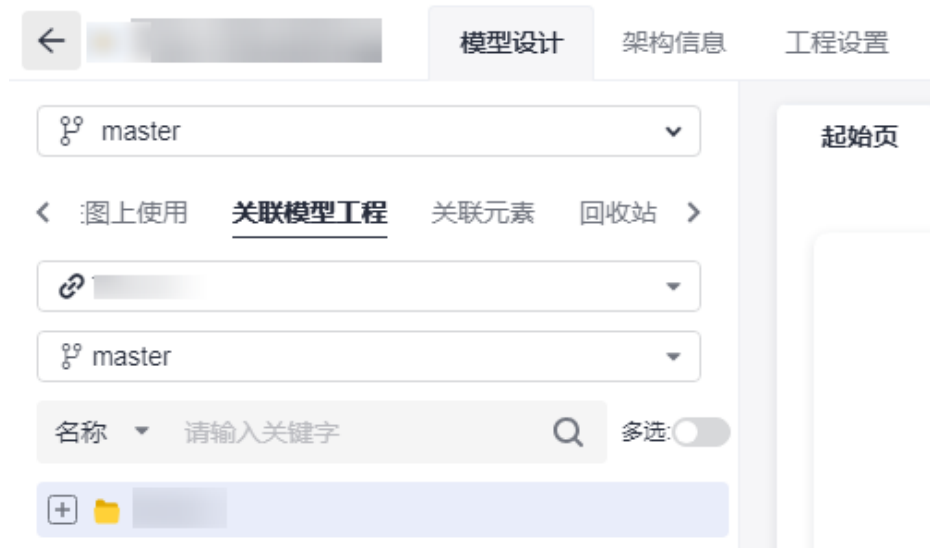 模型设计 架构信息 工程设置
master
起始页
图上使用 关联模型工程 关联元素 回收站
master
名称 请输入关键字 多选: